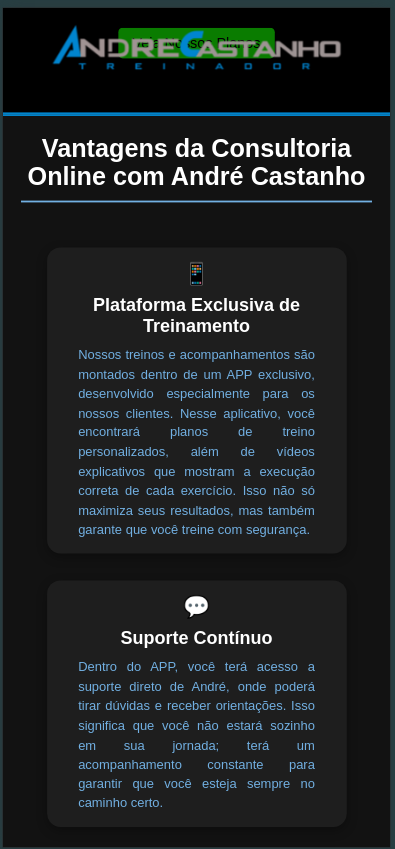 ANDRECASTANHO
TREINADOR
Vantagens da Consultoria
Online com André Castanho
Plataforma Exclusiva de
Treinamento
Nossos treinos e acompanhamentos são
montados dentro de um APP exclusivo,
desenvolvido especialmente para os
nossos clientes. Nesse aplicativo, você
encontrará planos de treino
personalizados, além de vídeos
explicativos que mostram a execução
correta de cada exercício. Isso não só
maximiza seus resultados, mas também
garante que você treine com segurança.
Suporte Contínuo
Dentro do APP, você terá acesso a
suporte direto de André, onde poderá
tirar dúvidas e receber orientações. Isso
significa que você não estará sozinho
em sua jornada; terá um
acompanhamento constante para
garantir que você esteja sempre no
caminho certo.